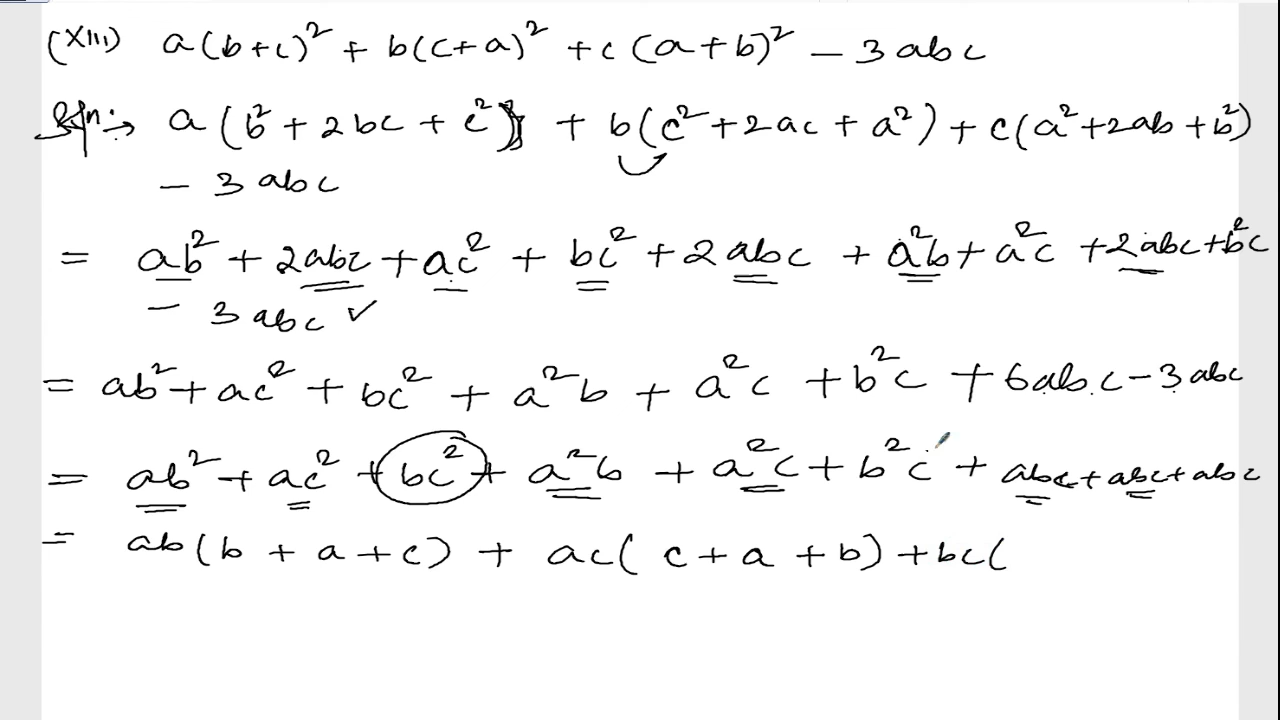 (XIII) a(b+c)² + b(c+a)² + c(a+b)² – 3abc
Soln:→ a(b² + 2bc + c²) + b(c² + 2ac + a²) + c(a² + 2ab + b²)
– 3abc
= ab² + 2abc + ac² + bc² + 2abc + a²b + a²c + 2abc + b²c
– 3abc ✓
= ab² + ac² + bc² + a²b + a²c + b²c + 6abc – 3abc
= ab² + ac² + bc² + a²b + a²c + b²c + abc + abc + abc
= ab(b + a + c) + ac(c + a + b) + bc(